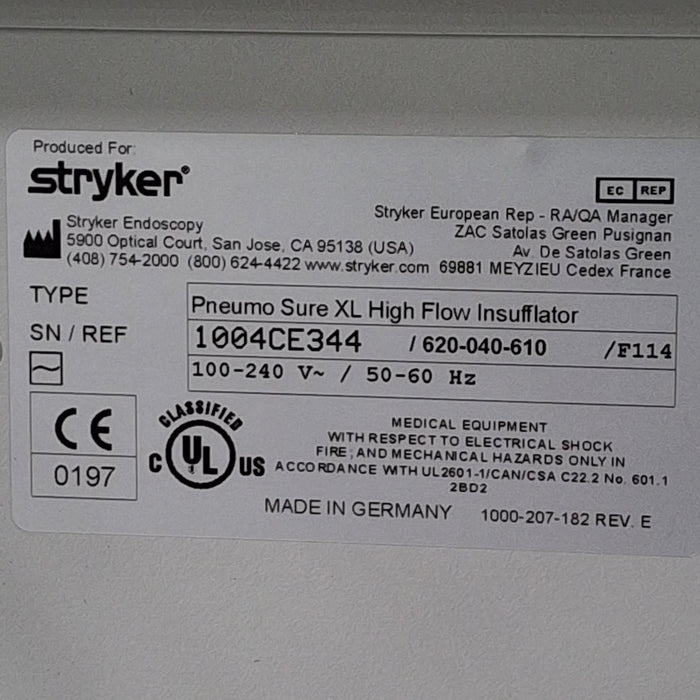 Produced For:
stryker®
EC REP
Stryker Endoscopy
5900 Optical Court, San Jose, CA 95138 (USA)
(408) 754-2000 (800) 624-4422 www.stryker.com
Stryker European Rep - RA/QA Manager
ZAC Satolas Green Pusignan
Av. De Satolas Green
69881 MEYZIEU Cedex France
TYPE
Pneumo Sure XL High Flow Insufflator
SN / REF
1004CE344 / 620-040-610 /F114
100-240 V~ / 50-60 Hz
CE
0197
CLASSIFIED
C UL US
MEDICAL EQUIPMENT
WITH RESPECT TO ELECTRICAL SHOCK
FIRE, AND MECHANICAL HAZARDS ONLY IN
ACCORDANCE WITH UL2601-1/CAN/CSA C22.2 No. 601.1
2BD2
MADE IN GERMANY
1000-207-182 REV. E